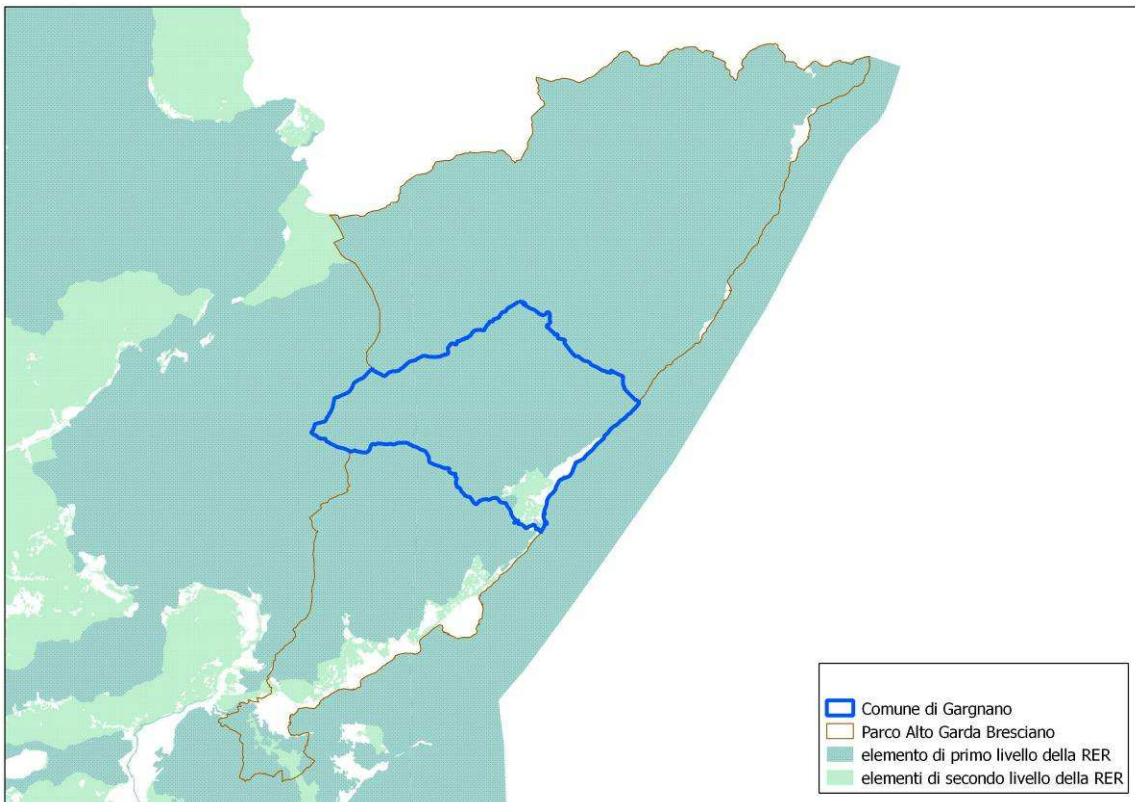 Comune di Gargnano
Parco Alto Garda Bresciano
elemento di primo livello della RER
elementi di secondo livello della RER